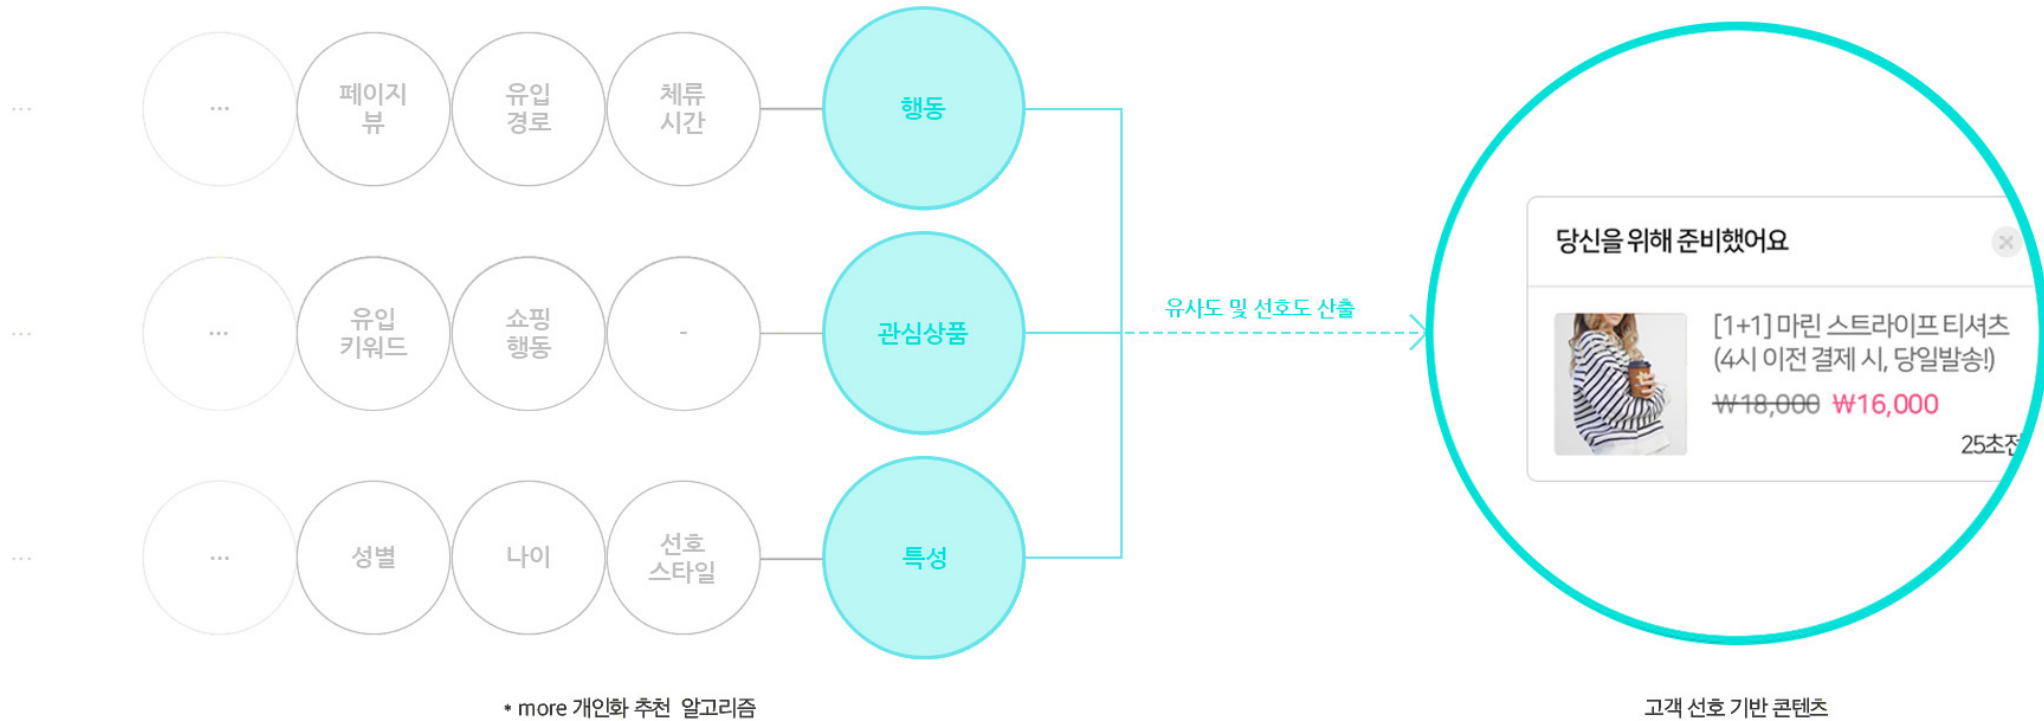 ...
...
페이지
뷰
유입
경로
체류
시간
행동
...
...
유입
키워드
쇼핑
행동
-
관심상품
...
...
성별
나이
선호
스타일
특성
유사도 및 선호도 산출
당신을 위해 준비했어요
[1+1] 마린 스트라이프 티셔츠
(4시 이전 결제 시, 당일발송!)
₩18,000 ₩16,000
25초전
* more 개인화 추천 알고리즘
고객 선호 기반 콘텐츠